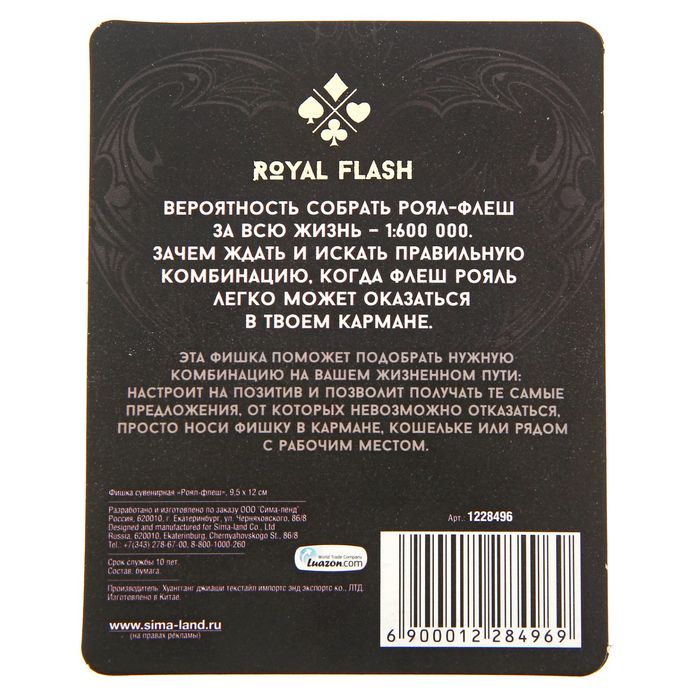 ROYAL FLASH
ВЕРОЯТНОСТЬ СОБРАТЬ РОЯЛ-ФЛЕШ
ЗА ВСЮ ЖИЗНЬ – 1:600 000.
ЗАЧЕМ ЖДАТЬ И ИСКАТЬ ПРАВИЛЬНУЮ
КОМБИНАЦИЮ, КОГДА ФЛЕШ РОЯЛЬ
ЛЕГКО МОЖЕТ ОКАЗАТЬСЯ
В ТВОЕМ КАРМАНЕ.
ЭТА ФИШКА ПОМОЖЕТ ПОДОБРАТЬ НУЖНУЮ
КОМБИНАЦИЮ НА ВАШЕМ ЖИЗНЕННОМ ПУТИ:
НАСТРОИТ НА ПОЗИТИВ И ПОЗВОЛИТ ПОЛУЧАТЬ ТЕ САМЫЕ
ПРЕДЛОЖЕНИЯ, ОТ КОТОРЫХ НЕВОЗМОЖНО ОТКАЗАТЬСЯ,
ПРОСТО НОСИ ФИШКУ В КАРМАНЕ, КОШЕЛЬКЕ ИЛИ РЯДОМ
С РАБОЧИМ МЕСТОМ.
Фишка сувенирная «Роял-флеш», 9,5 х 12 см
Разработано и изготовлено по заказу ООО "Сима-ленд"
Россия, 620010, г. Екатеринбург, ул. Черняховского, 86/8
Designed and manufactured for Sima-land Co., Ltd
Russia, 620010, Ekaterinburg, Chernyahovskogo St., 86/8
Tel.: +7(343) 278-67-00, 8-800-1000-260
Срок службы 10 лет.
Состав: бумага.
Производитель: Хуангганг джиаши текстайл импортс энд экспортс ко., ЛТД.
Изготовлено в Китае.
www.sima-land.ru
(на правах рекламы)
Арт.: 1228496
World Trade Company
Luazon.com
6 900012 284969